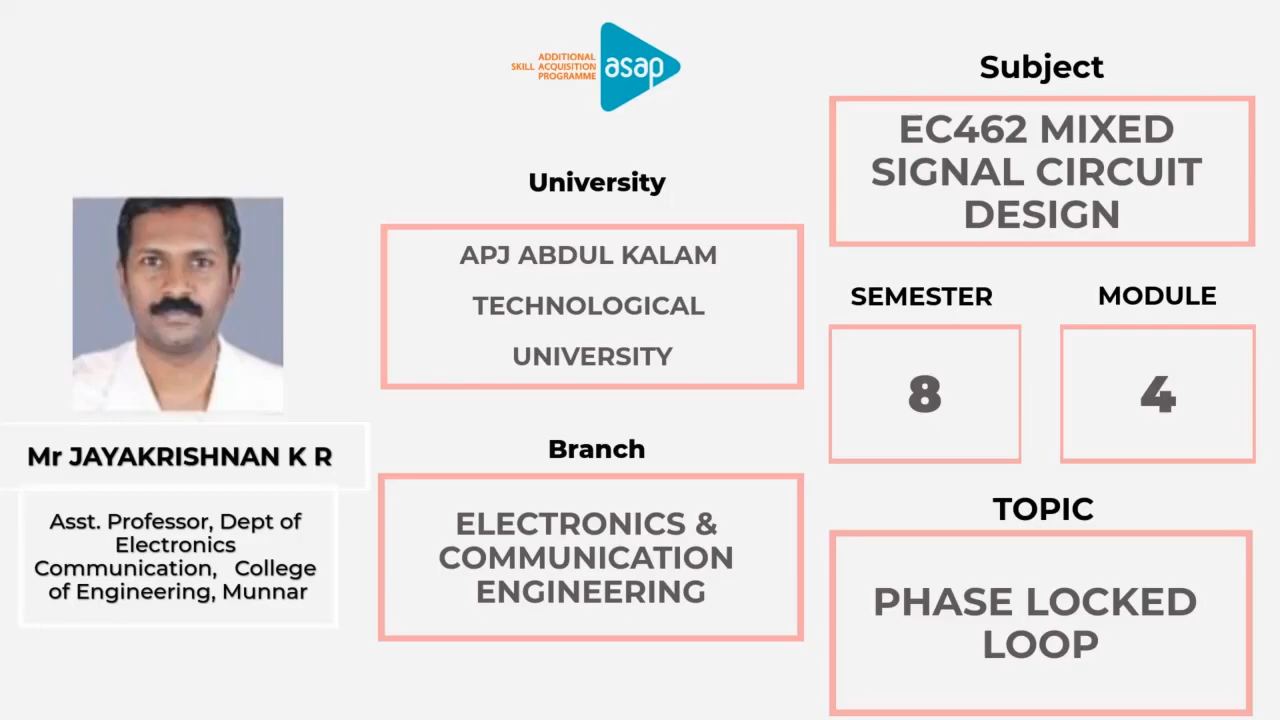 ADDITIONAL
SKILL ACQUISITION
PROGRAMME
asap
Mr JAYAKRISHNAN K R
Asst. Professor, Dept of
Electronics
Communication, College
of Engineering, Munnar
University
APJ ABDUL KALAM
TECHNOLOGICAL
UNIVERSITY
Branch
ELECTRONICS &
COMMUNICATION
ENGINEERING
Subject
EC462 MIXED
SIGNAL CIRCUIT
DESIGN
SEMESTER
8
MODULE
4
TOPIC
PHASE LOCKED
LOOP